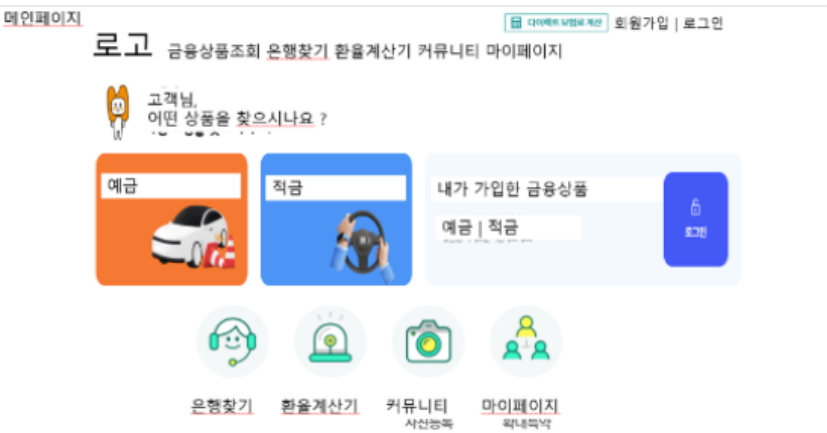 메인페이지
다이렉트 보험료 계산 회원가입 | 로그인
로고 금융상품조회 은행찾기 환율계산기 커뮤니티 마이페이지
고객님,
어떤 상품을 찾으시나요 ?
예금
적금
내가 가입한 금융상품
예금 | 적금
로그인
은행찾기 환율계산기 커뮤니티 마이페이지
사진등록